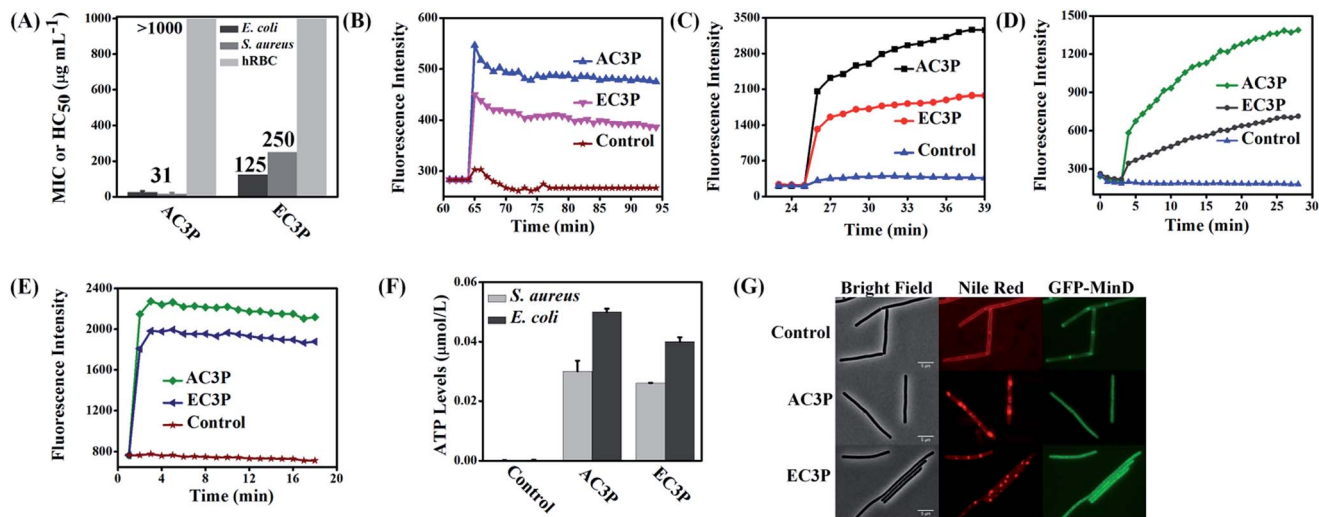 (A)
MIC or HC50 (μg mL⁻¹)
1000
800
600
400
200
0
>1000
E. coli
S. aureus
hRBC
31
125
250
AC3P
EC3P
(B)
Fluorescence Intensity
600
500
400
300
AC3P
EC3P
Control
60 65 70 75 80 85 90 95
Time (min)
(C)
Fluorescence Intensity
3500
2800
2100
1400
700
0
AC3P
EC3P
Control
24 27 30 33 36 39
Time (min)
(D)
Fluorescence Intensity
1500
1200
900
600
300
AC3P
EC3P
Control
0 5 10 15 20 25 30
Time (min)
(E)
Fluorescence Intensity
2400
2000
1600
1200
800
AC3P
EC3P
Control
0 4 8 12 16 20
Time (min)
(F)
ATP Levels (μmol/L)
0.06
0.04
0.02
0.00
S. aureus
E. coli
Control
AC3P
EC3P
(G)
Bright Field Nile Red GFP-MinD
Control
AC3P
EC3P